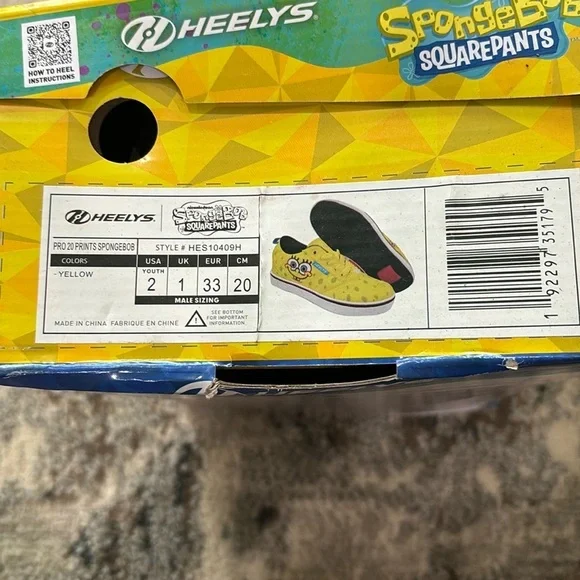 HEELYS
SPONGEBOB
SQUAREPANTS
HOW TO HEEL
INSTRUCTIONS
HEELYS.
nickelodeon
SPONGEBOB
SQUAREPANTS
PRO 20 PRINTS SPONGEBOB
STYLE # HES10409H
COLORS
USA UK EUR CM
- YELLOW
YOUTH
2 1 33 20
MALE SIZING
MADE IN CHINA FABRIQUE EN CHINE
SEE BOTTOM
FOR IMPORTANT
INFORMATION
1 92297 35179 5